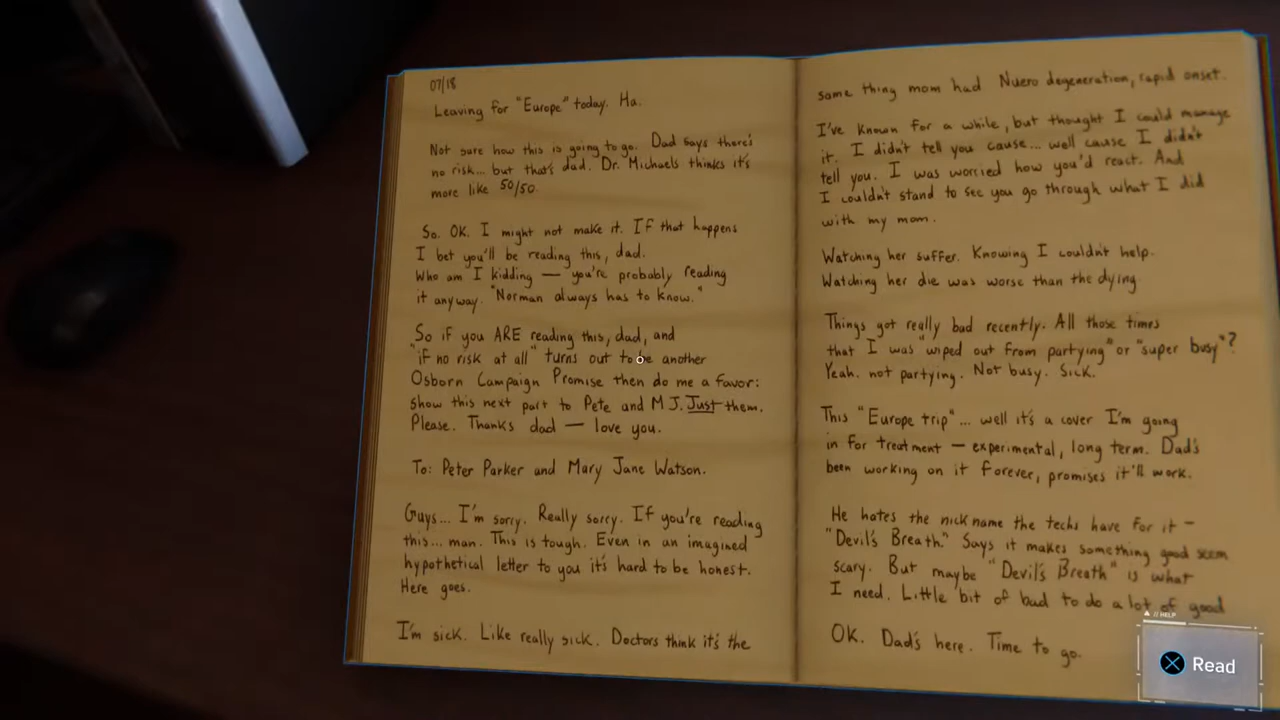 07/18
Leaving for "Europe" today. Ha.
Not sure how this is going to go. Dad says there's
no risk... but that's dad. Dr. Michaels thinks it's
more like 50/50.
So. OK. I might not make it. If that happens
I bet you'll be reading this, dad.
Who am I kidding — you're probably reading
it anyway. "Norman always has to know."
So if you ARE reading this, dad, and
"if no risk at all" turns out to be another
Osborn Campaign Promise then do me a favor:
show this next part to Pete and MJ. Just them.
Please. Thanks dad — love you.
To: Peter Parker and Mary Jane Watson.
Guys... I'm sorry. Really sorry. If you're reading
this... man. This is tough. Even in an imagined
hypothetical letter to you it's hard to be honest.
Here goes.
I'm sick. Like really sick. Doctors think it's the
same thing mom had Nuero degeneration, rapid onset.
I've known for a while, but thought I could manage
it. I didn't tell you cause... well cause I didn't
tell you. I was worried how you'd react. And
I couldn't stand to see you go through what I did
with my mom.
Watching her suffer. Knowing I couldn't help.
Watching her die was worse than the dying.
Things got really bad recently. All those times
that I was "wiped out from partying" or "super busy"?
Yeah. not partying. Not busy. Sick.
This "Europe trip"... well it's a cover I'm going
in for treatment — experimental, long term. Dad's
been working on it forever, promises it'll work.
He hates the nickname the techs have for it -
"Devil's Breath." Says it makes something good seem
scary. But maybe "Devil's Breath" is what
I need. Little bit of bad to do a lot of good
OK. Dad's here. Time to go.
// HELP
Read